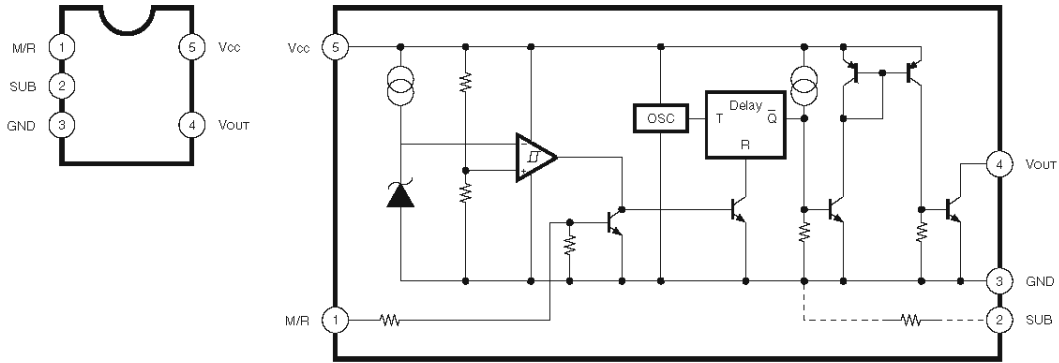 M/R 1
5 Vcc
SUB 2
GND 3
4 VOUT
Vcc 5
OSC
Delay
T Q̅
R
4 VOUT
3 GND
M/R 1
2 SUB